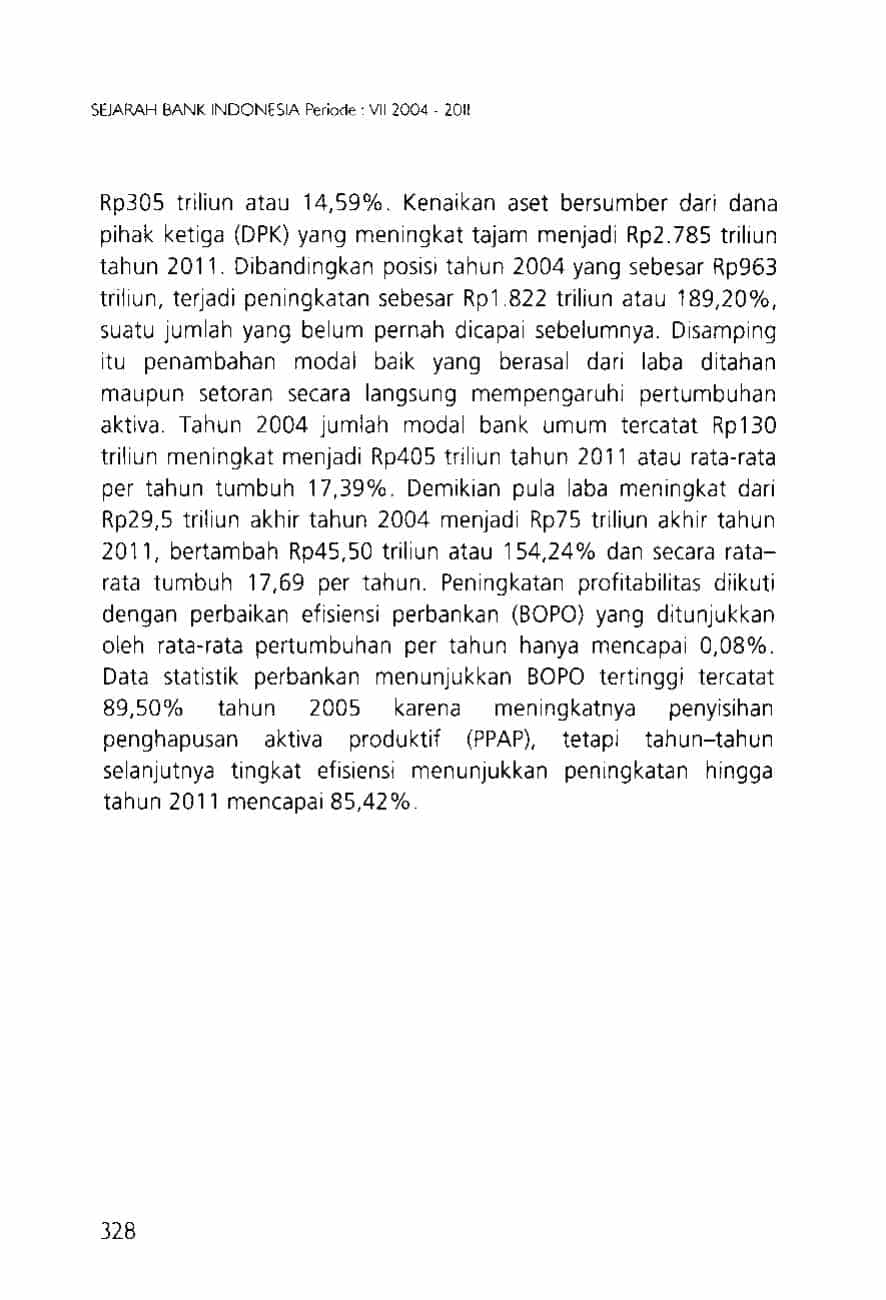 SEJARAH BANK INDONESIA Periode : VII 2004 - 2011
Rp305 triliun atau 14,59%. Kenaikan aset bersumber dari dana
pihak ketiga (DPK) yang meningkat tajam menjadi Rp2.785 triliun
tahun 2011. Dibandingkan posisi tahun 2004 yang sebesar Rp963
triliun, terjadi peningkatan sebesar Rp1.822 triliun atau 189,20%,
suatu jumlah yang belum pernah dicapai sebelumnya. Disamping
itu penambahan modal baik yang berasal dari laba ditahan
maupun setoran secara langsung mempengaruhi pertumbuhan
aktiva. Tahun 2004 jumlah modal bank umum tercatat Rp130
triliun meningkat menjadi Rp405 triliun tahun 2011 atau rata-rata
per tahun tumbuh 17,39%. Demikian pula laba meningkat dari
Rp29,5 triliun akhir tahun 2004 menjadi Rp75 triliun akhir tahun
2011, bertambah Rp45,50 triliun atau 154,24% dan secara rata–
rata tumbuh 17,69 per tahun. Peningkatan profitabilitas diikuti
dengan perbaikan efisiensi perbankan (BOPO) yang ditunjukkan
oleh rata-rata pertumbuhan per tahun hanya mencapai 0,08%.
Data statistik perbankan menunjukkan BOPO tertinggi tercatat
89,50% tahun 2005 karena meningkatnya penyisihan
penghapusan aktiva produktif (PPAP), tetapi tahun–tahun
selanjutnya tingkat efisiensi menunjukkan peningkatan hingga
tahun 2011 mencapai 85,42%.
328